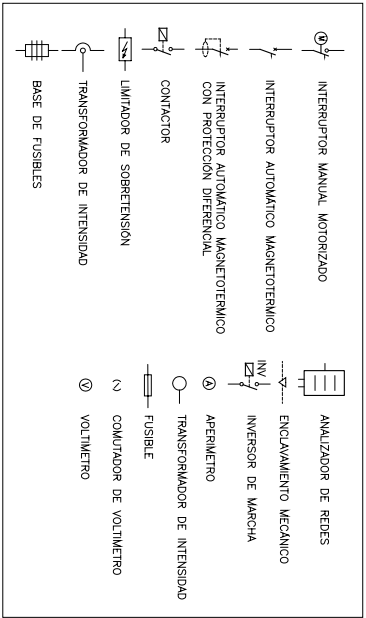 M
INTERRUPTOR MANUAL MOTORIZADO
INTERRUPTOR AUTOMÁTICO MAGNETOTERMICO
INTERRUPTOR AUTOMÁTICO MAGNETOTERMICO
CON PROTECCIÓN DIFERENCIAL
CONTACTOR
LIMITADOR DE SOBRETENSIÓN
TRANSFORMADOR DE INTENSIDAD
BASE DE FUSIBLES
ANALIZADOR DE REDES
ENCLAVAMIENTO MECÁNICO
INV
INVERSOR DE MARCHA
A
APERIMETRO
TRANSFORMADOR DE INTENSIDAD
FUSIBLE
COMUTADOR DE VOLTIMETRO
V
VOLTIMETRO